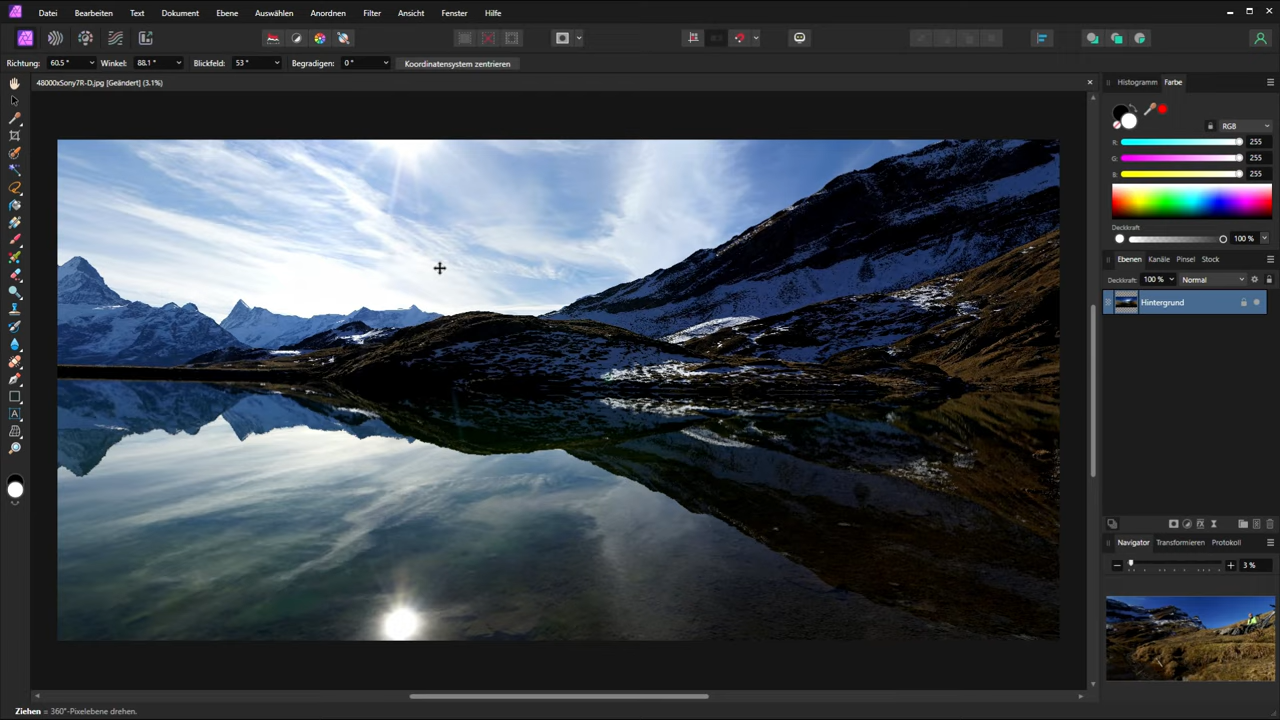 Datei Bearbeiten Text Dokument Ebene Auswählen Anordnen Filter Ansicht Fenster Hilfe
Richtung: 60.5 ° Winkel: 88.1 ° Blickfeld: 53 ° Begradigen: 0 ° Koordinatensystem zentrieren
48000xSony7R-D.jpg [Geändert] (3.1%)
Histogramm Farbe
RGB
R: 255
G: 255
B: 255
Deckkraft
100 %
Ebenen Kanäle Pinsel Stock
Deckkraft: 100 % Normal
Hintergrund
Navigator Transformieren Protokoll
3 %
Ziehen = 360°-Pixelebene drehen.